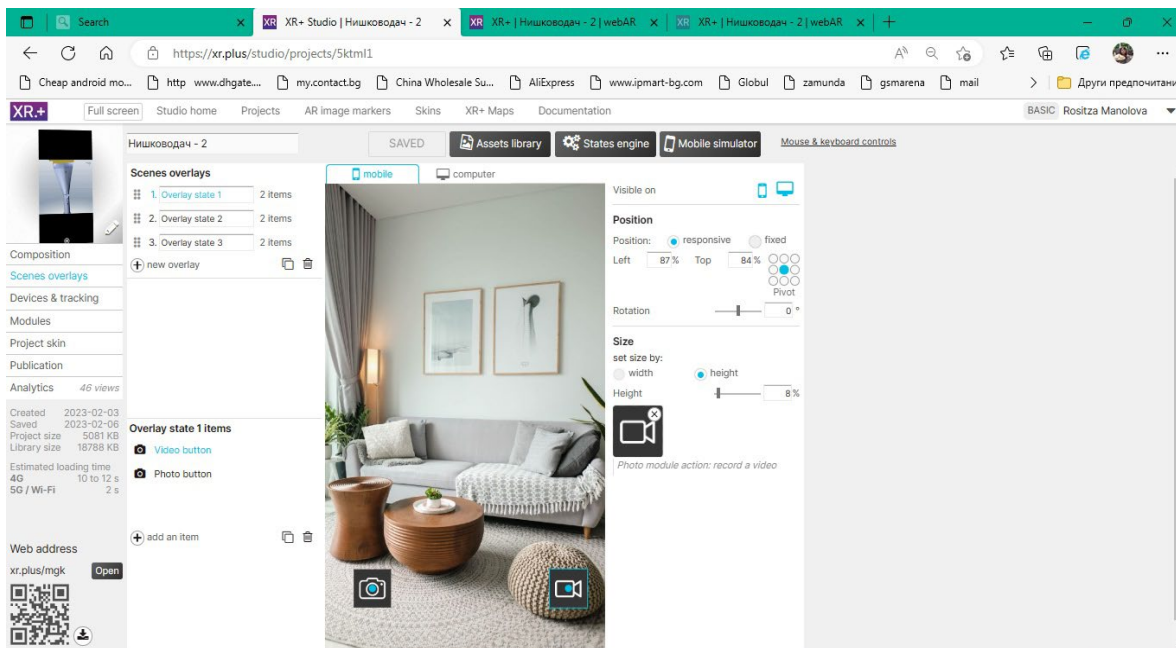 Search
XR XR+ Studio | Нишководач - 2
XR XR+ | Нишководач - 2 | webAR
XR XR+ | Нишководач - 2 | webAR
https://xr.plus/studio/projects/5ktml1
Cheap android mo...
http www.dhgate....
my.contact.bg
China Wholesale Su...
AliExpress
www.ipmart-bg.com
Globul
zamunda
gsmarena
mail
Други предпочитани
XR+
Full screen
Studio home
Projects
AR image markers
Skins
XR+ Maps
Documentation
BASIC Rositza Manolova
Нишководач - 2
SAVED
Assets library
States engine
Mobile simulator
Mouse & keyboard controls
Composition
Scenes overlays
Devices & tracking
Modules
Project skin
Publication
Analytics 46 views
Created 2023-02-03
Saved 2023-02-06
Project size 5081 KB
Library size 18788 KB
Estimated loading time
4G 10 to 12 s
5G / Wi-Fi 2 s
Web address
xr.plus/mgk Open
Scenes overlays
1. Overlay state 1 2 items
2. Overlay state 2 2 items
3. Overlay state 3 2 items
+ new overlay
Overlay state 1 items
Video button
Photo button
+ add an item
mobile
computer
Visible on
Position
Position: responsive fixed
Left 87 % Top 84 %
Pivot
Rotation 0 °
Size
set size by:
width height
Height 8 %
Photo module action: record a video